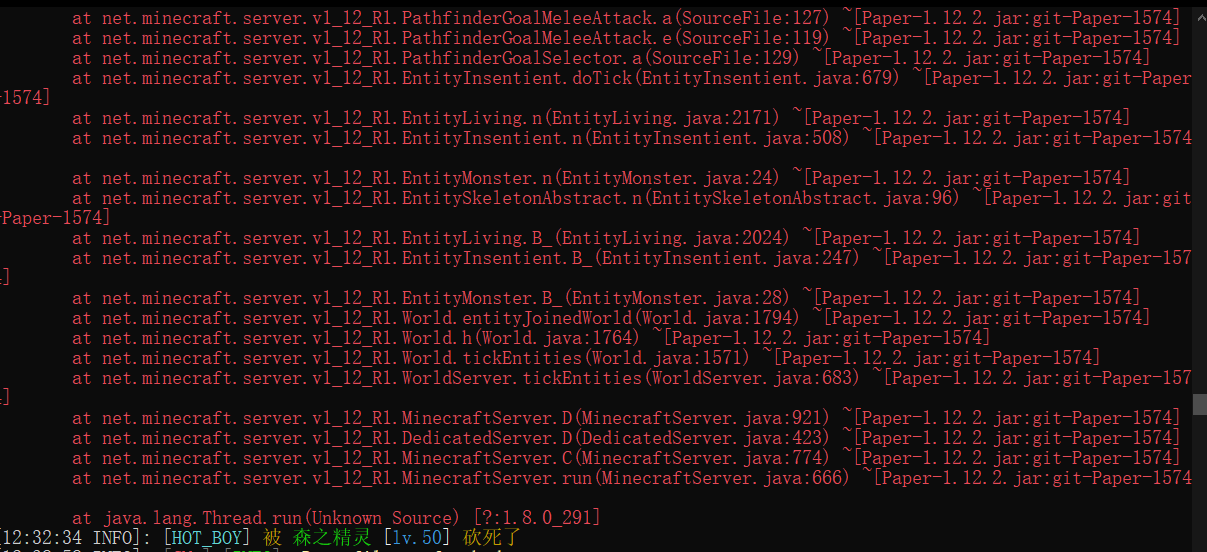 at net.minecraft.server.v1_12_R1.PathfinderGoalMeleeAttack.a(SourceFile:127) ~[Paper-1.12.2.jar:git-Paper-1574]
at net.minecraft.server.v1_12_R1.PathfinderGoalMeleeAttack.e(SourceFile:119) ~[Paper-1.12.2.jar:git-Paper-1574]
at net.minecraft.server.v1_12_R1.PathfinderGoalSelector.a(SourceFile:129) ~[Paper-1.12.2.jar:git-Paper-1574]
at net.minecraft.server.v1_12_R1.EntityInsentient.doTick(EntityInsentient.java:679) ~[Paper-1.12.2.jar:git-Paper
-1574]
at net.minecraft.server.v1_12_R1.EntityLiving.n(EntityLiving.java:2171) ~[Paper-1.12.2.jar:git-Paper-1574]
at net.minecraft.server.v1_12_R1.EntityInsentient.n(EntityInsentient.java:508) ~[Paper-1.12.2.jar:git-Paper-1574
at net.minecraft.server.v1_12_R1.EntityMonster.n(EntityMonster.java:24) ~[Paper-1.12.2.jar:git-Paper-1574]
at net.minecraft.server.v1_12_R1.EntitySkeletonAbstract.n(EntitySkeletonAbstract.java:96) ~[Paper-1.12.2.jar:git
-Paper-1574]
at net.minecraft.server.v1_12_R1.EntityLiving.B_(EntityLiving.java:2024) ~[Paper-1.12.2.jar:git-Paper-1574]
at net.minecraft.server.v1_12_R1.EntityInsentient.B_(EntityInsentient.java:247) ~[Paper-1.12.2.jar:git-Paper-157
4]
at net.minecraft.server.v1_12_R1.EntityMonster.B_(EntityMonster.java:28) ~[Paper-1.12.2.jar:git-Paper-1574]
at net.minecraft.server.v1_12_R1.World.entityJoinedWorld(World.java:1794) ~[Paper-1.12.2.jar:git-Paper-1574]
at net.minecraft.server.v1_12_R1.World.h(World.java:1764) ~[Paper-1.12.2.jar:git-Paper-1574]
at net.minecraft.server.v1_12_R1.World.tickEntities(World.java:1571) ~[Paper-1.12.2.jar:git-Paper-1574]
at net.minecraft.server.v1_12_R1.WorldServer.tickEntities(WorldServer.java:683) ~[Paper-1.12.2.jar:git-Paper-157
4]
at net.minecraft.server.v1_12_R1.MinecraftServer.D(MinecraftServer.java:921) ~[Paper-1.12.2.jar:git-Paper-1574]
at net.minecraft.server.v1_12_R1.DedicatedServer.D(DedicatedServer.java:423) ~[Paper-1.12.2.jar:git-Paper-1574]
at net.minecraft.server.v1_12_R1.MinecraftServer.C(MinecraftServer.java:774) ~[Paper-1.12.2.jar:git-Paper-1574]
at net.minecraft.server.v1_12_R1.MinecraftServer.run(MinecraftServer.java:666) ~[Paper-1.12.2.jar:git-Paper-1574
at java.lang.Thread.run(Unknown Source) [?:1.8.0_291]
[12:32:34 INFO]: [HOT_BOY] 被 森之精灵 [lv.50] 砍死了